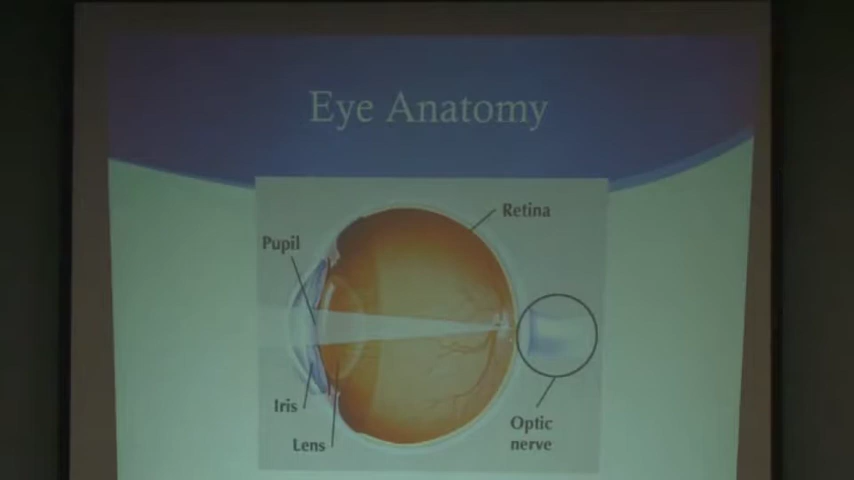 Eye Anatomy
Retina
Pupil
Iris
Lens
Optic
nerve